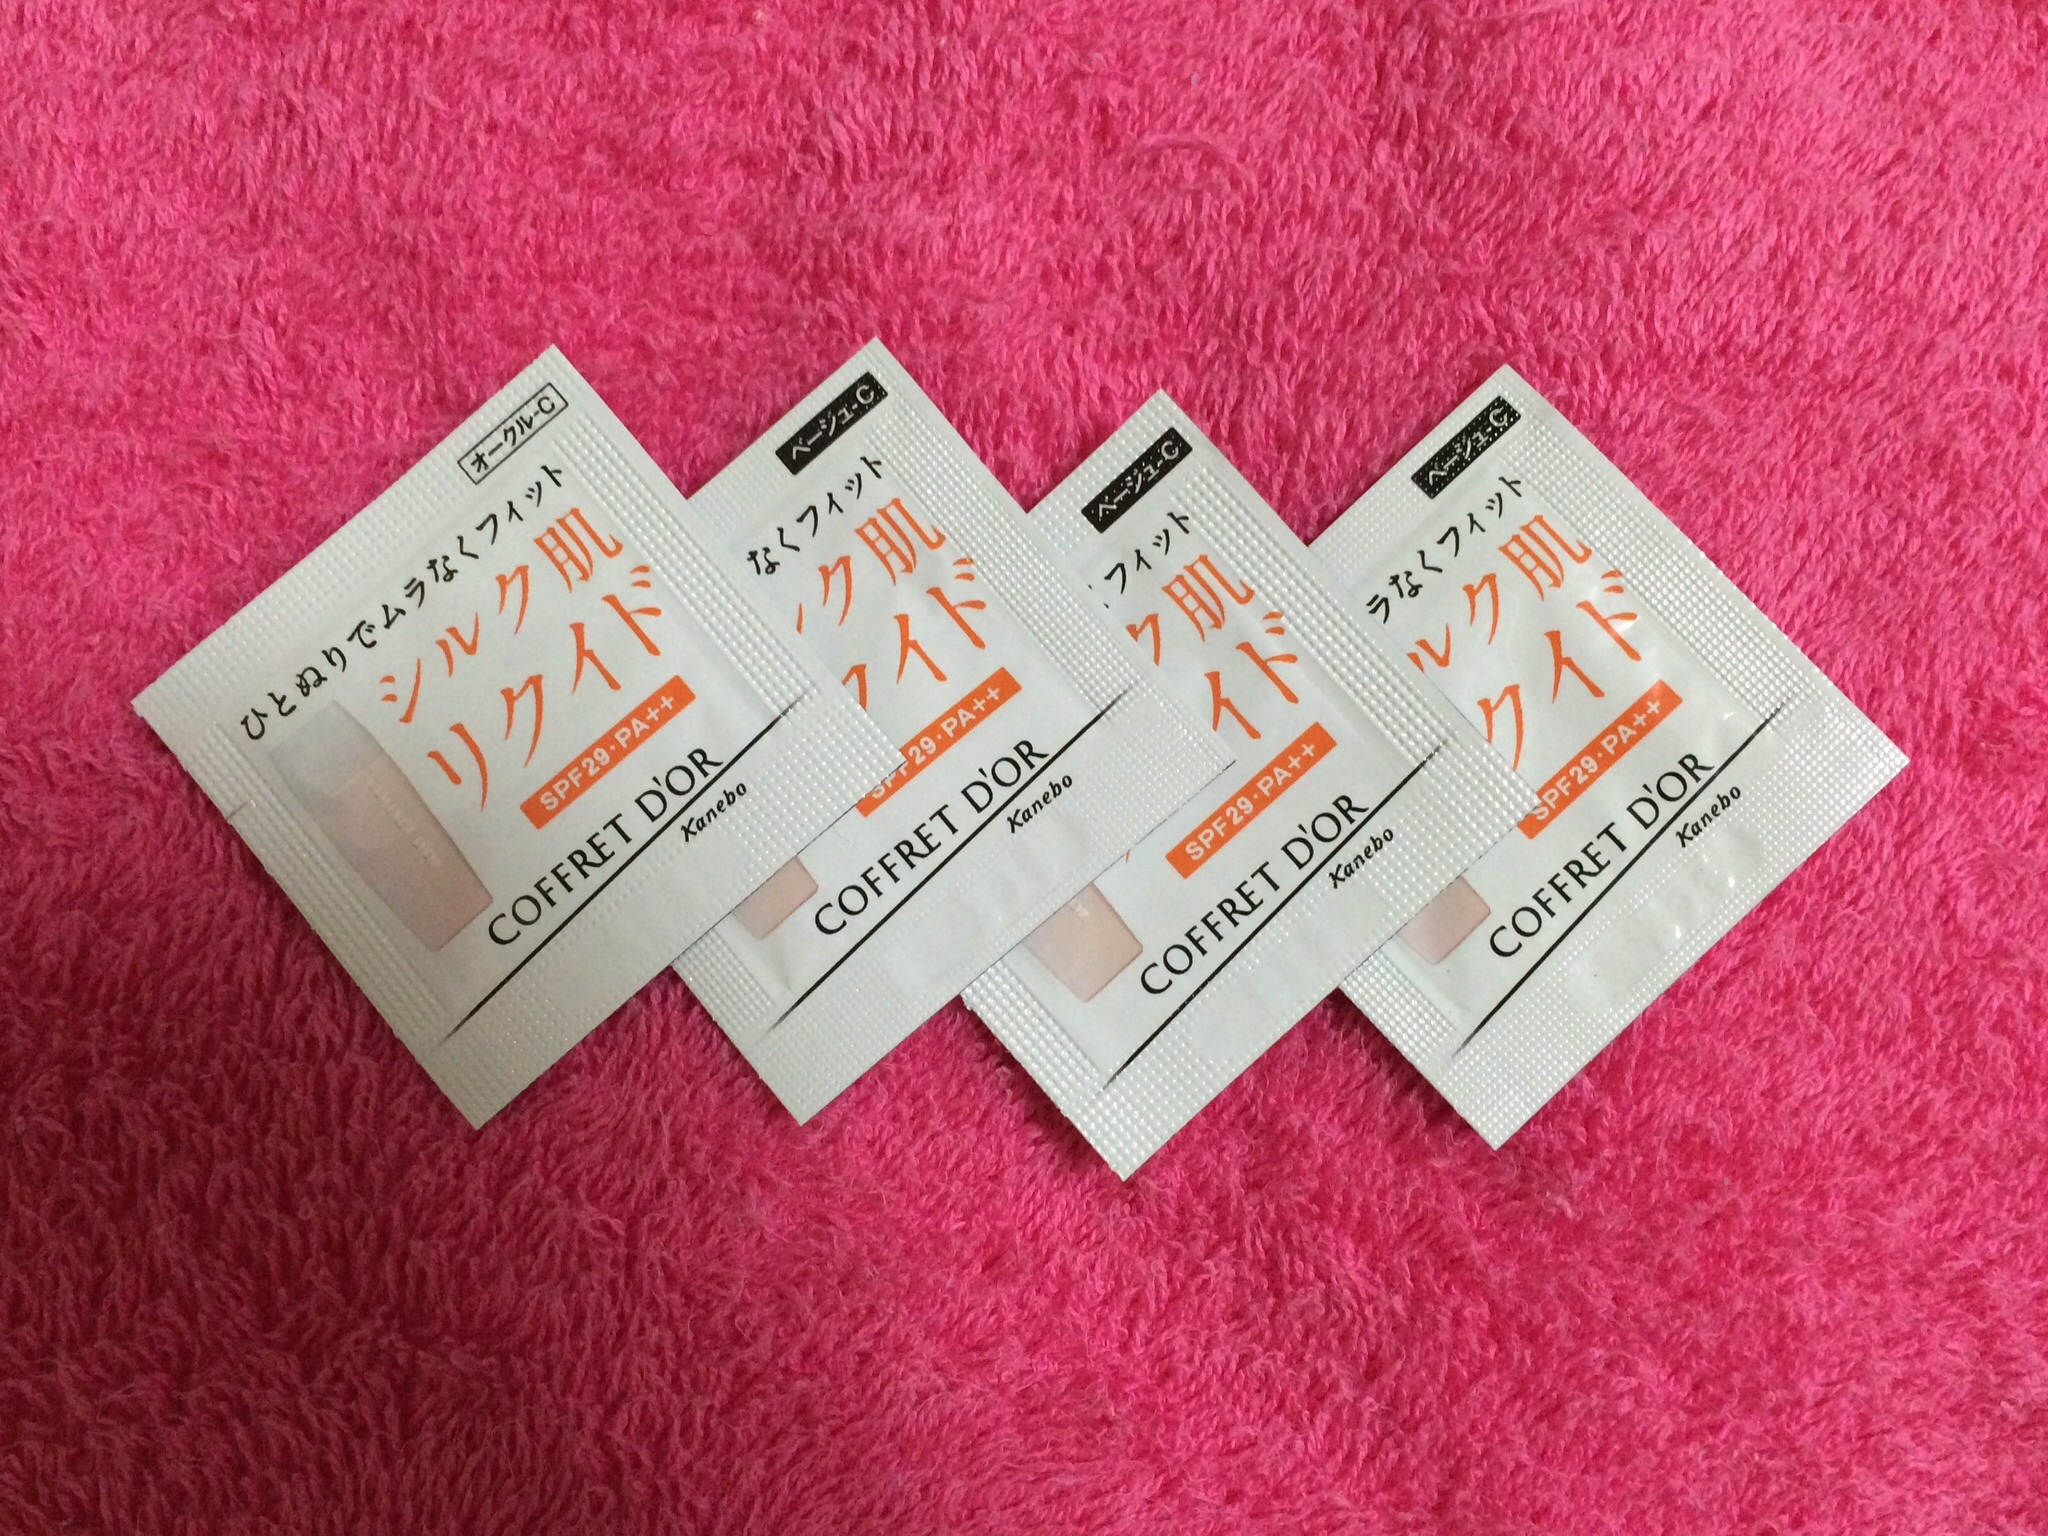 オークル-C
ひとぬりでムラなくフィット
シルク肌
リクイド
SPF29・PA++
COFFRET D'OR
Kanebo
ベージュ-C
なくフィット
ク肌
クイド
SPF29・PA++
COFFRET D'OR
Kanebo
ベージュ-C
フィット
ク肌
イド
SPF29・PA++
COFFRET D'OR
Kanebo
ベージュ-C
ラなくフィット
ルク肌
クイド
SPF29・PA++
COFFRET D'OR
Kanebo